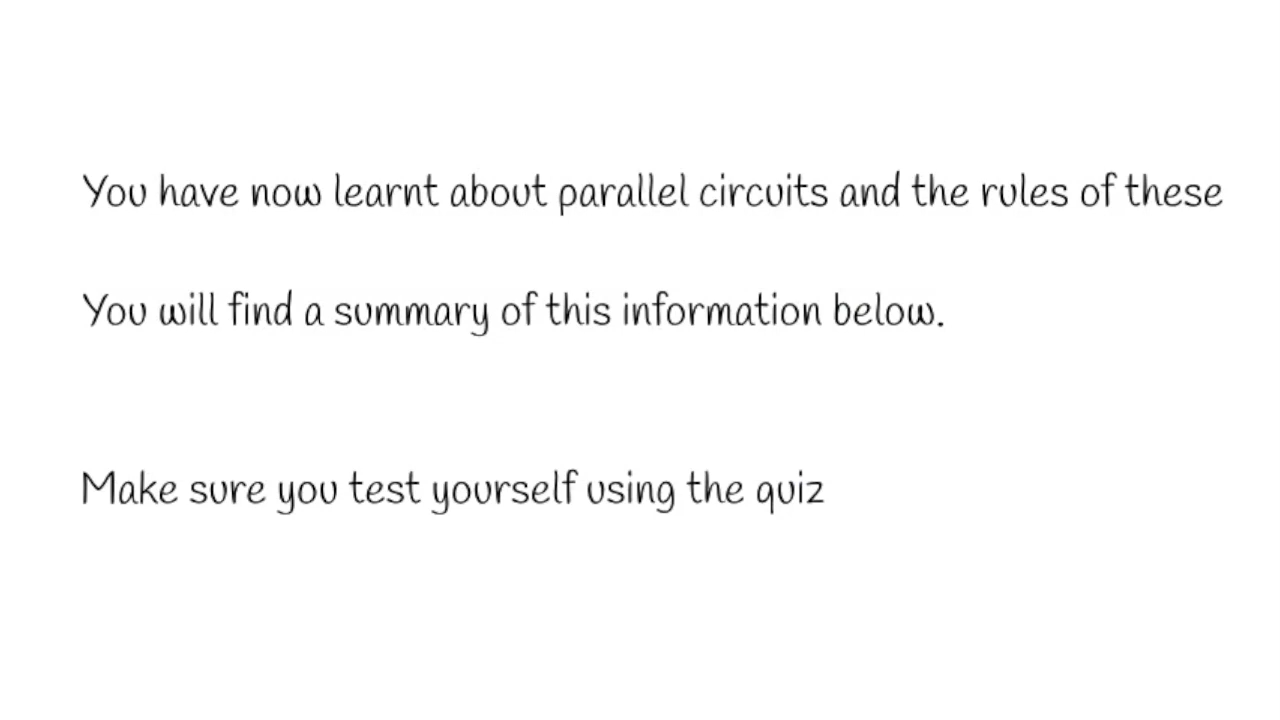 You have now learnt about parallel circuits and the rules of these
You will find a summary of this information below.
Make sure you test yourself using the quiz